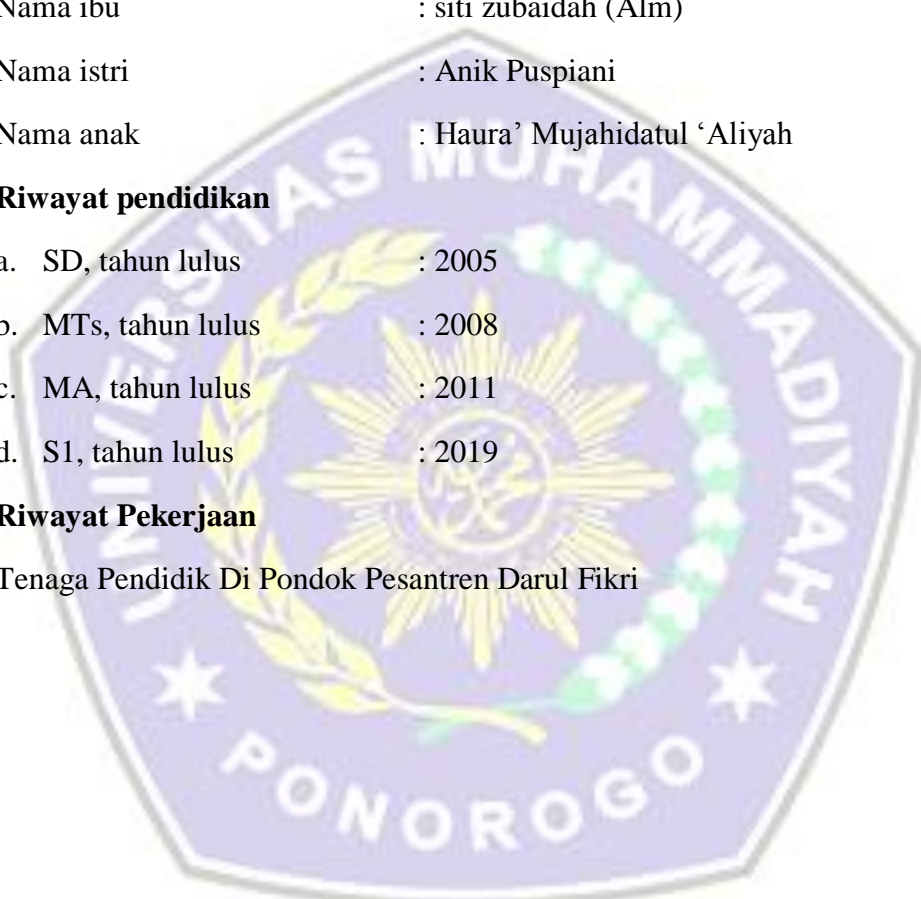 Nama ibu : siti zubaidah (Alm)
Nama istri : Anik Puspiani
Nama anak : Haura’ Mujahidatul ‘Aliyah
Riwayat pendidikan
a. SD, tahun lulus : 2005
b. MTs, tahun lulus : 2008
c. MA, tahun lulus : 2011
d. S1, tahun lulus : 2019
Riwayat Pekerjaan
Tenaga Pendidik Di Pondok Pesantren Darul Fikri
UNIVERSITAS MUHAMMADIYAH
PONOROGO